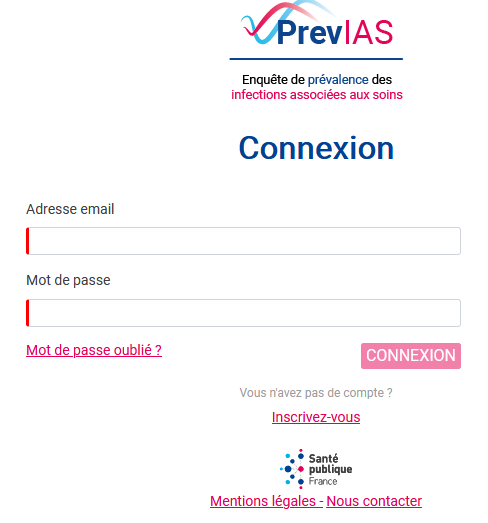 PrevIAS
Enquête de prévalence des
infections associées aux soins
Connexion
Adresse email
Mot de passe
Mot de passe oublié ?
CONNEXION
Vous n'avez pas de compte ?
Inscrivez-vous
Santé
publique
France
Mentions légales - Nous contacter